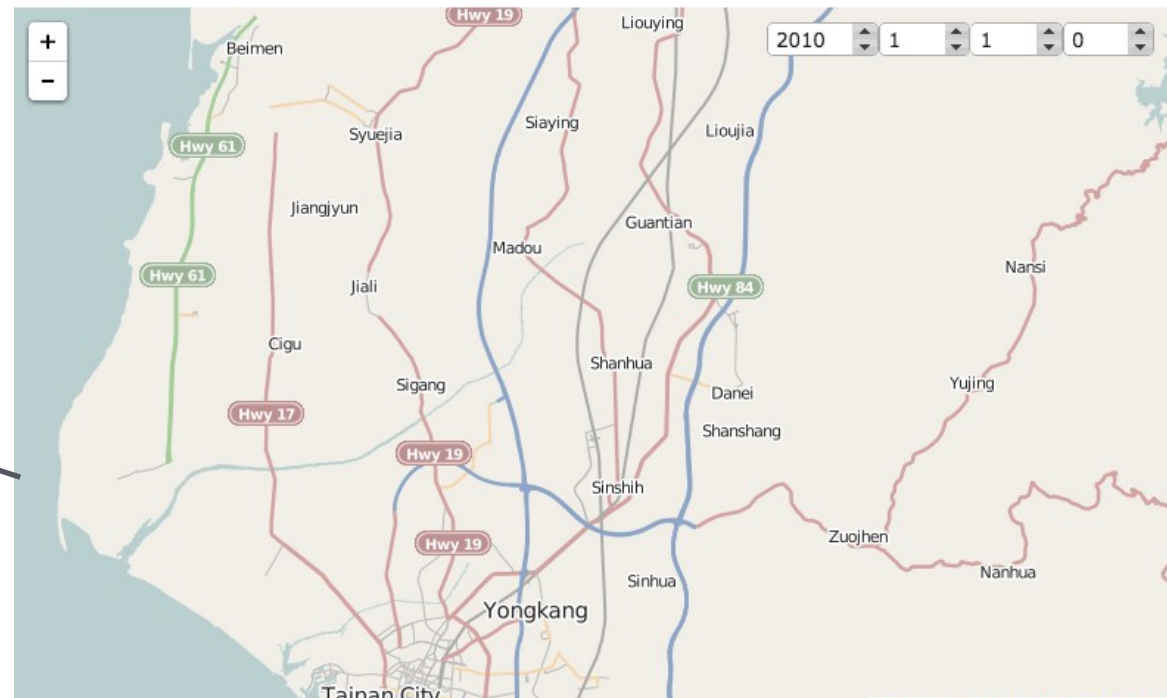 Hwy 19
Liouying
+
2010 1 1 0
Beimen
−
Siaying
Lioujia
Syuejia
Hwy 61
Jiangjyun
Guantian
Madou
Nansi
Hwy 61
Jiali
Hwy 84
Cigu
Shanhua
Sigang
Yujing
Danei
Hwy 17
Shanshang
Hwy 19
Sinshih
Zuojhen
Hwy 19
Nanhua
Sinhua
Yongkang
Tainan City